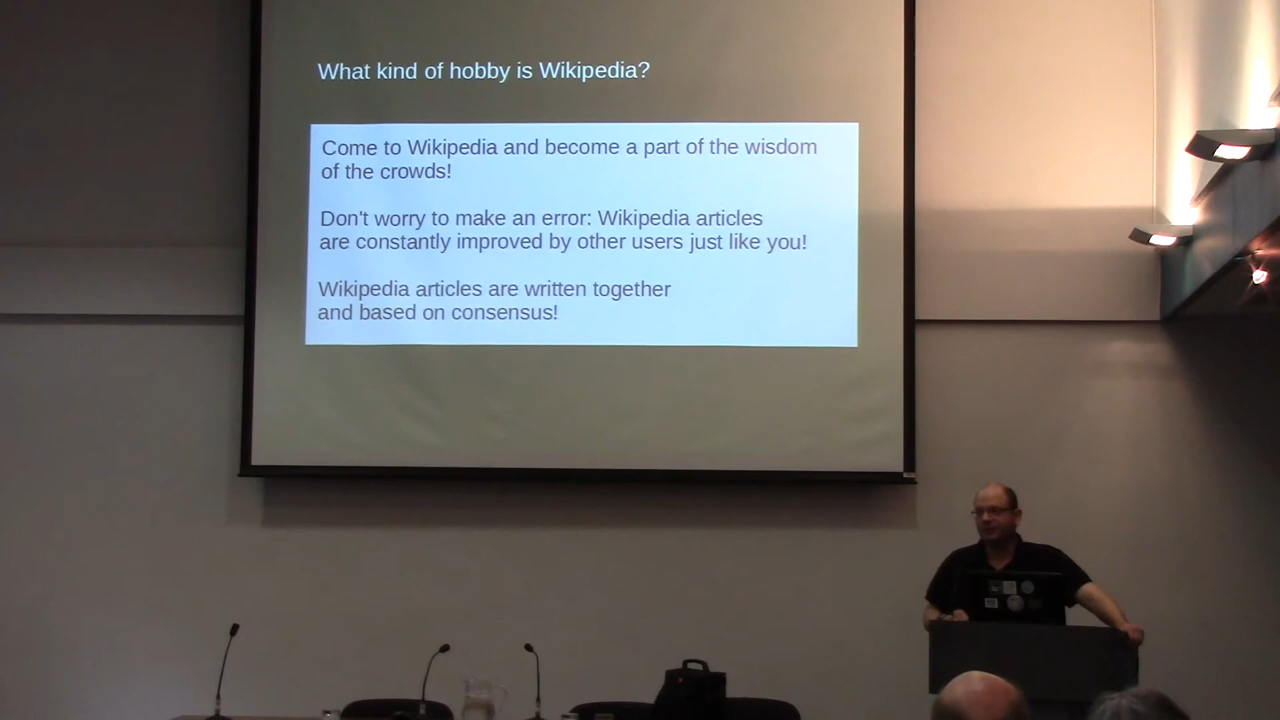 What kind of hobby is Wikipedia?
Come to Wikipedia and become a part of the wisdom
of the crowds!
Don't worry to make an error: Wikipedia articles
are constantly improved by other users just like you!
Wikipedia articles are written together
and based on consensus!